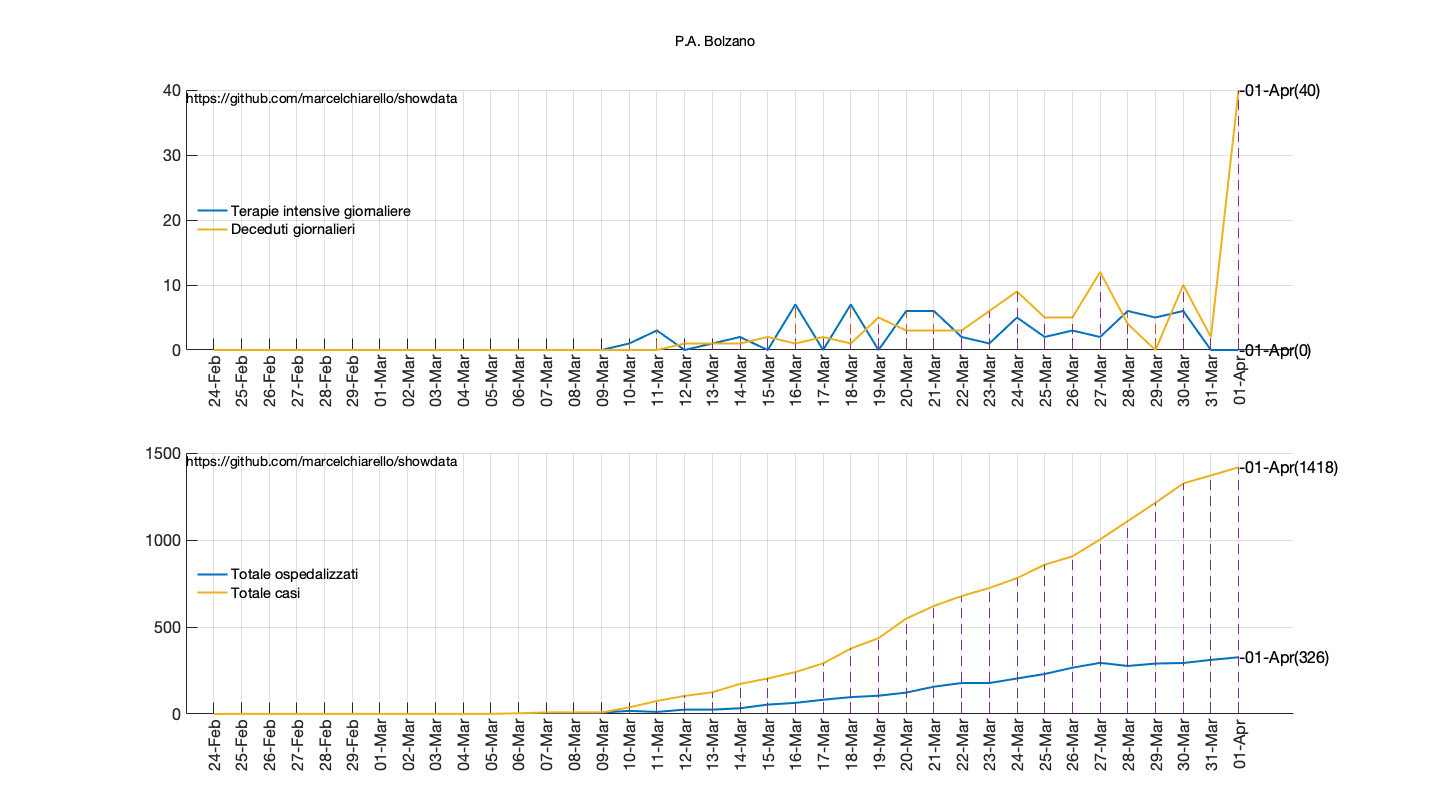 P.A. Bolzano
40
https://github.com/marcelchiarello/showdata
-01-Apr(40)
30
Terapie intensive giornaliere
20
Deceduti giornalieri
10
0
-01-Apr(0)
24-Feb 25-Feb 26-Feb 27-Feb 28-Feb 29-Feb 01-Mar 02-Mar 03-Mar 04-Mar 05-Mar 06-Mar 07-Mar 08-Mar 09-Mar 10-Mar 11-Mar 12-Mar 13-Mar 14-Mar 15-Mar 16-Mar 17-Mar 18-Mar 19-Mar 20-Mar 21-Mar 22-Mar 23-Mar 24-Mar 25-Mar 26-Mar 27-Mar 28-Mar 29-Mar 30-Mar 31-Mar 01-Apr
1500
https://github.com/marcelchiarello/showdata
-01-Apr(1418)
1000
Totale ospedalizzati
Totale casi
500
-01-Apr(326)
0
24-Feb 25-Feb 26-Feb 27-Feb 28-Feb 29-Feb 01-Mar 02-Mar 03-Mar 04-Mar 05-Mar 06-Mar 07-Mar 08-Mar 09-Mar 10-Mar 11-Mar 12-Mar 13-Mar 14-Mar 15-Mar 16-Mar 17-Mar 18-Mar 19-Mar 20-Mar 21-Mar 22-Mar 23-Mar 24-Mar 25-Mar 26-Mar 27-Mar 28-Mar 29-Mar 30-Mar 31-Mar 01-Apr